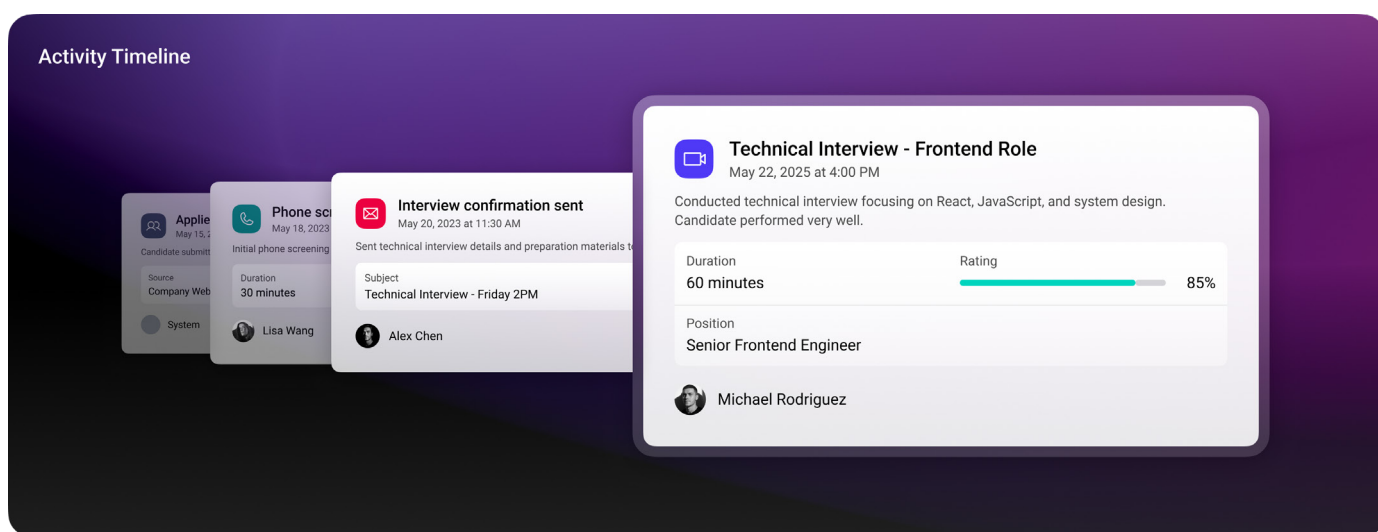 Activity Timeline
Applie
May 15, 2
Candidate submitt
Source
Company Web
System
Phone scr
May 18, 2023
Initial phone screening
Duration
30 minutes
Lisa Wang
Interview confirmation sent
May 20, 2023 at 11:30 AM
Sent technical interview details and preparation materials to
Subject
Technical Interview - Friday 2PM
Alex Chen
Technical Interview - Frontend Role
May 22, 2025 at 4:00 PM
Conducted technical interview focusing on React, JavaScript, and system design.
Candidate performed very well.
Duration
60 minutes
Rating
85%
Position
Senior Frontend Engineer
Michael Rodriguez